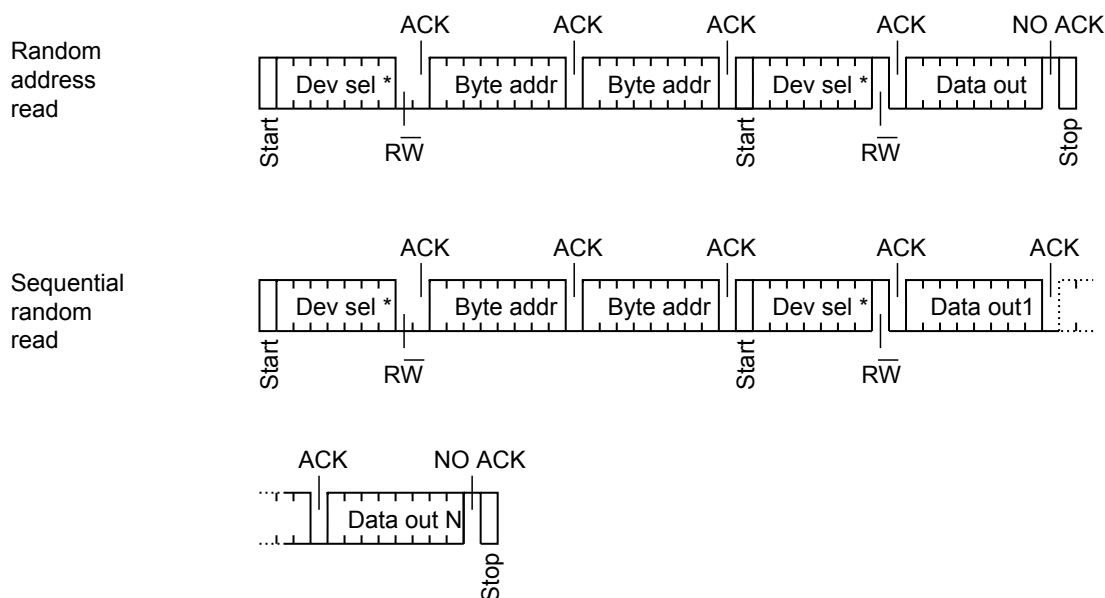 Random
address
read
ACK ACK ACK ACK NO ACK
Dev sel * Byte addr Byte addr Dev sel * Data out
Start RW̅ Start RW̅ Stop
Sequential
random
read
ACK ACK ACK ACK ACK
Dev sel * Byte addr Byte addr Dev sel * Data out1
Start RW̅ Start RW̅
ACK NO ACK
Data out N
Stop